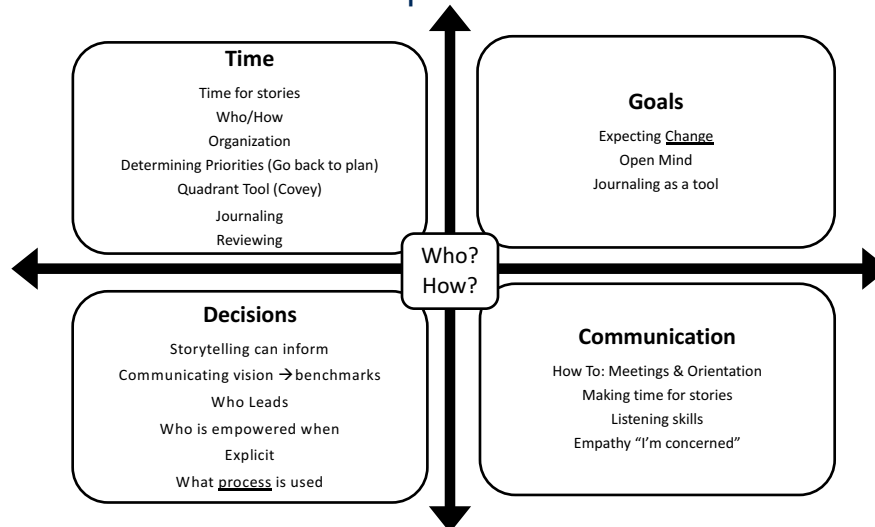 Time
Time for stories
Who/How
Organization
Determining Priorities (Go back to plan)
Quadrant Tool (Covey)
Journaling
Reviewing
Goals
Expecting Change
Open Mind
Journaling as a tool
Who?
How?
Decisions
Storytelling can inform
Communicating vision →benchmarks
Who Leads
Who is empowered when
Explicit
What process is used
Communication
How To: Meetings & Orientation
Making time for stories
Listening skills
Empathy “I’m concerned”